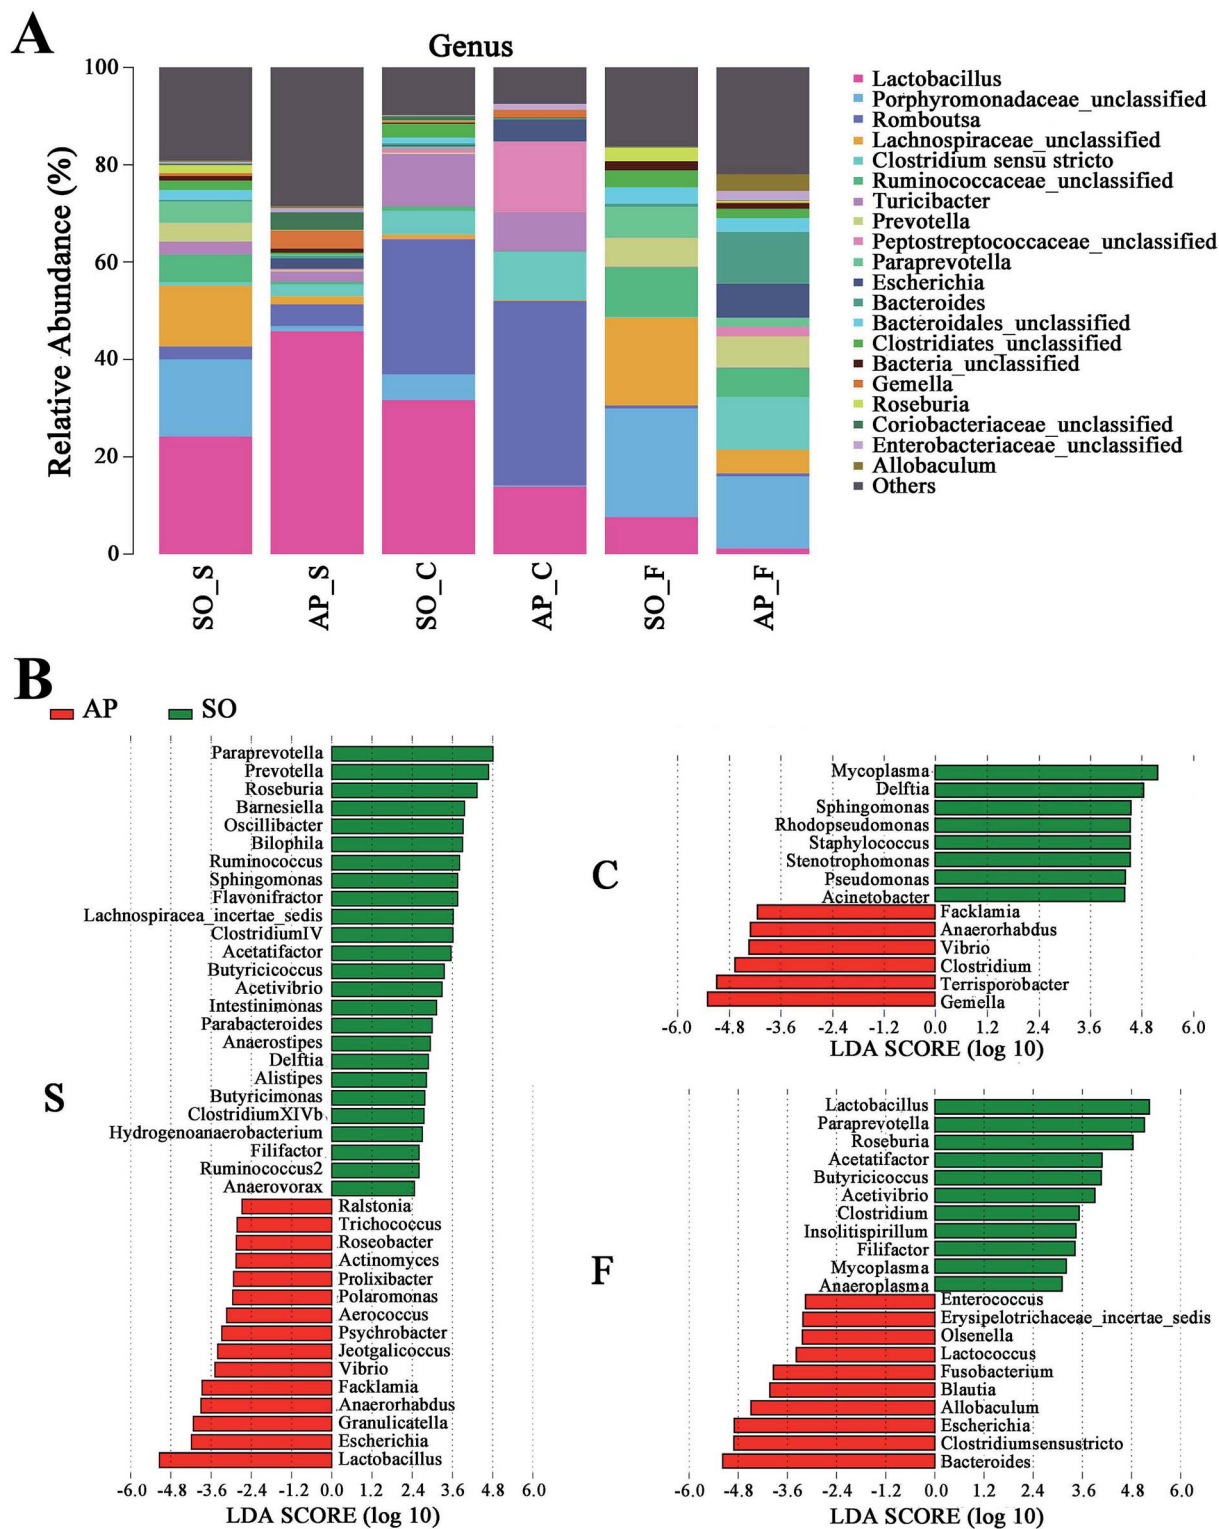 A
Genus
Relative Abundance (%)
100
80
60
40
20
0
SO_S
AP_S
SO_C
AP_C
SO_F
AP_F
Lactobacillus
Porphyromonadaceae_unclassified
Romboutsa
Lachnospiraceae_unclassified
Clostridium sensu stricto
Ruminococcaceae_unclassified
Turicibacter
Prevotella
Peptostreptococcaceae_unclassified
Paraprevotella
Escherichia
Bacteroides
Bacteroidales_unclassified
Clostridiates_unclassified
Bacteria_unclassified
Gemella
Roseburia
Coriobacteriaceae_unclassified
Enterobacteriaceae_unclassified
Allobaculum
Others
B
AP SO
S
Paraprevotella
Prevotella
Roseburia
Barnesiella
Oscillibacter
Bilophila
Ruminococcus
Sphingomonas
Flavonifractor
Lachnospiracea_incertae_sedis
ClostridiumIV
Acetatifactor
Butyricicoccus
Acetivibrio
Intestinimonas
Parabacteroides
Anaerostipes
Delftia
Alistipes
Butyricimonas
ClostridiumXIVb
Hydrogenoanaerobacterium
Filifactor
Ruminococcus2
Anaerovorax
Ralstonia
Trichococcus
Roseobacter
Actinomyces
Prolixibacter
Polaromonas
Aerococcus
Psychrobacter
Jeotgalicoccus
Vibrio
Facklamia
Anaerorhabdus
Granulicatella
Escherichia
Lactobacillus
-6.0 -4.8 -3.6 -2.4 -1.2 0.0 1.2 2.4 3.6 4.8 6.0
LDA SCORE (log 10)
C
Mycoplasma
Delftia
Sphingomonas
Rhodopseudomonas
Staphylococcus
Stenotrophomonas
Pseudomonas
Acinetobacter
Facklamia
Anaerorhabdus
Vibrio
Clostridium
Terrisporobacter
Gemella
-6.0 -4.8 -3.6 -2.4 -1.2 0.0 1.2 2.4 3.6 4.8 6.0
LDA SCORE (log 10)
F
Lactobacillus
Paraprevotella
Roseburia
Acetatifactor
Butyricicoccus
Acetivibrio
Clostridium
Insolitispirillum
Filifactor
Mycoplasma
Anaeroplasma
Enterococcus
Erysipelotrichaceae_incertae_sedis
Olsenella
Lactococcus
Fusobacterium
Blautia
Allobaculum
Escherichia
Clostridiumsensustricto
Bacteroides
-6.0 -4.8 -3.6 -2.4 -1.2 0.0 1.2 2.4 3.6 4.8 6.0
LDA SCORE (log 10)